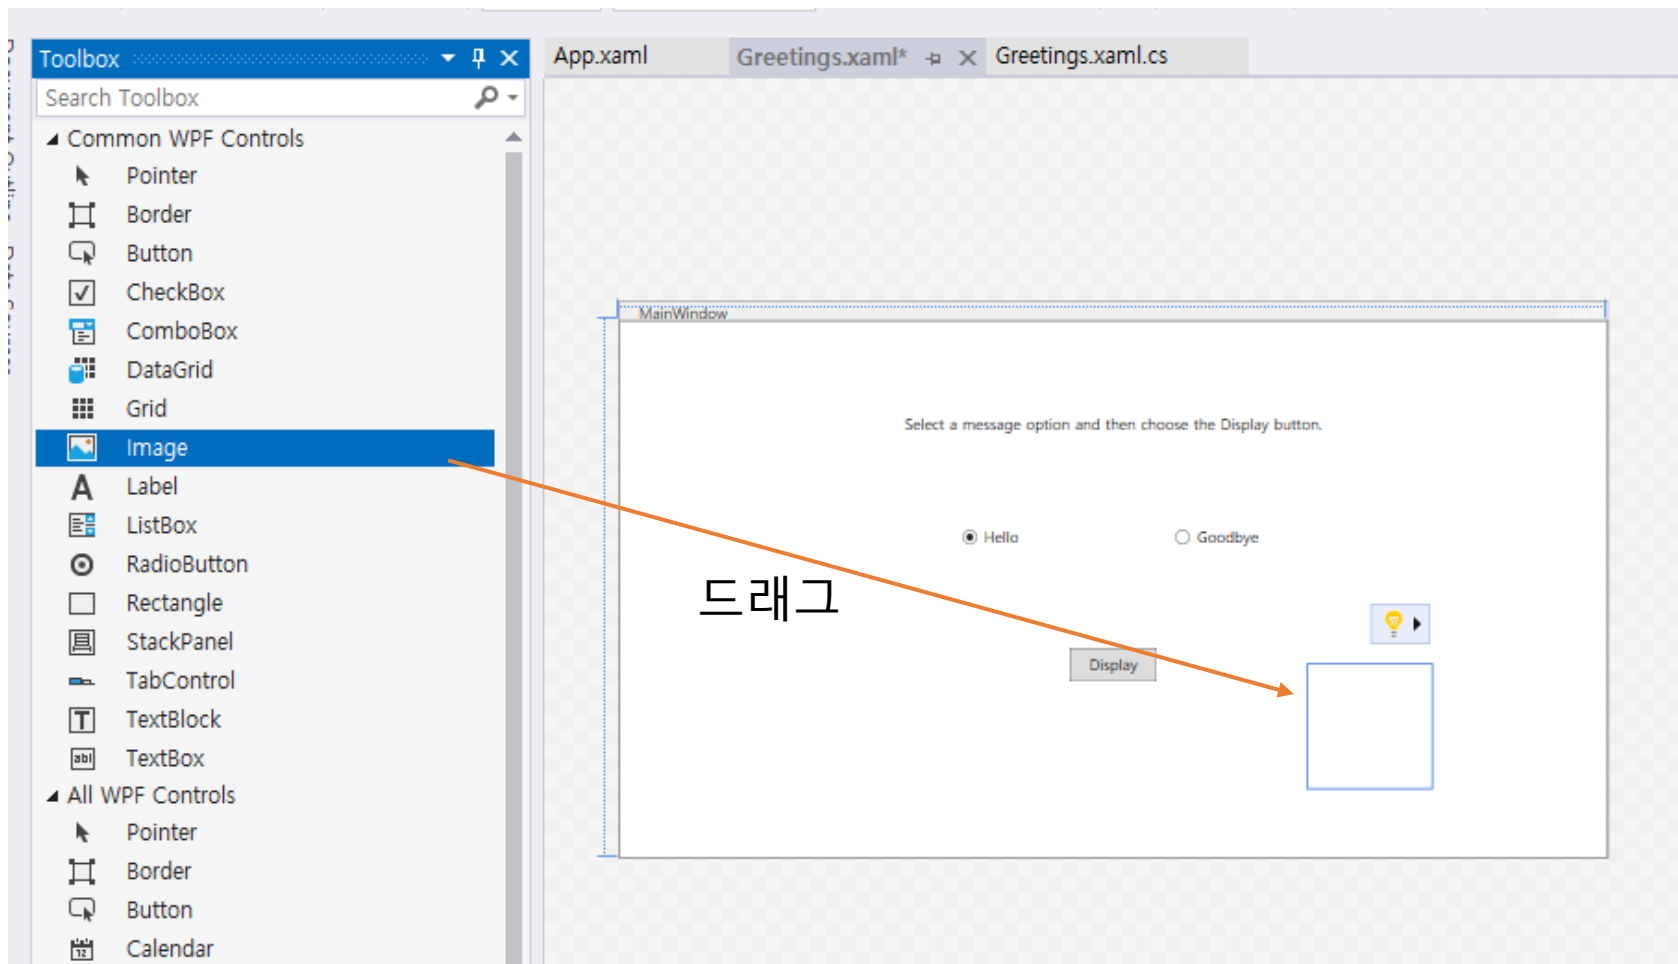 Toolbox
Search Toolbox
Common WPF Controls
Pointer
Border
Button
CheckBox
ComboBox
DataGrid
Grid
Image
Label
ListBox
RadioButton
Rectangle
StackPanel
TabControl
TextBlock
TextBox
All WPF Controls
Pointer
Border
Button
Calendar
App.xaml Greetings.xaml* Greetings.xaml.cs
MainWindow
Select a message option and then choose the Display button.
Hello Goodbye
드래그
Display